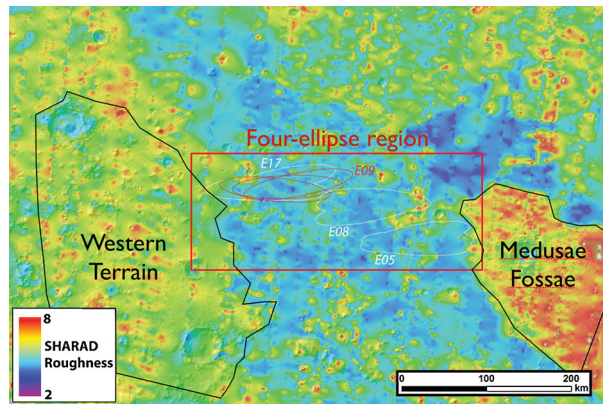 Four-ellipse region
E17
E09
E08
E05
Western
Terrain
Medusae
Fossae
8
SHARAD
Roughness
2
0 100 200
km